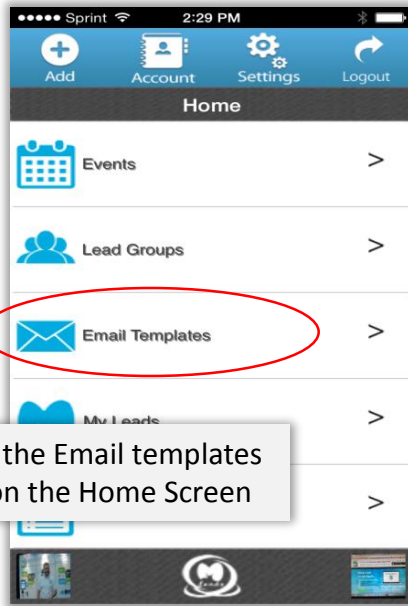 Sprint 2:29 PM
Add Account Settings Logout
Home
Events >
Lead Groups >
Email Templates >
My Leads >
the Email templates
on the Home Screen
>